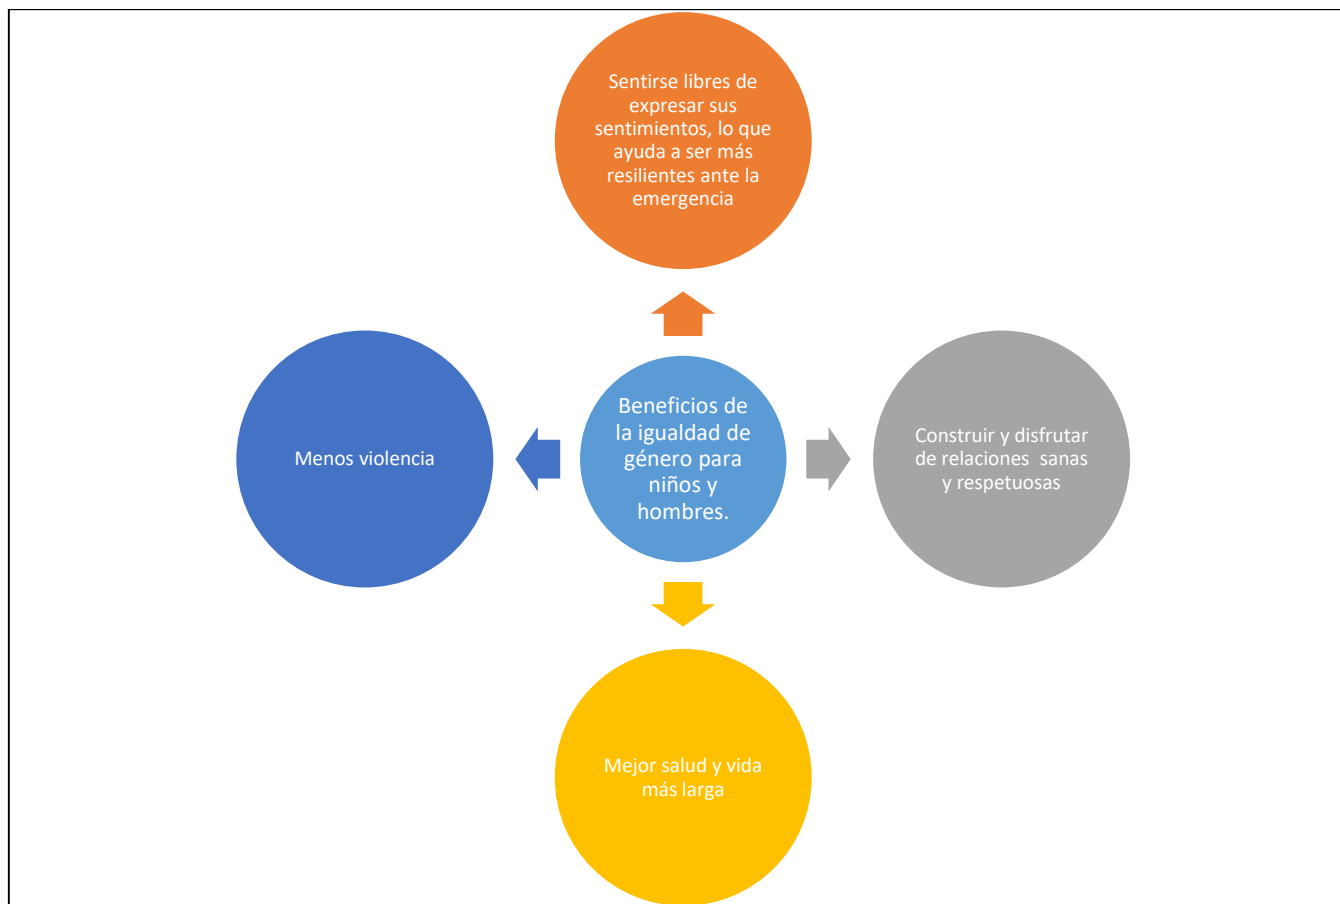 Sentirse libres de
expresar sus
sentimientos, lo que
ayuda a ser más
resilientes ante la
emergencia
Menos violencia
Beneficios de
la igualdad de
género para
niños y
hombres.
Construir y disfrutar
de relaciones  sanas
y respetuosas
Mejor salud y vida
más larga